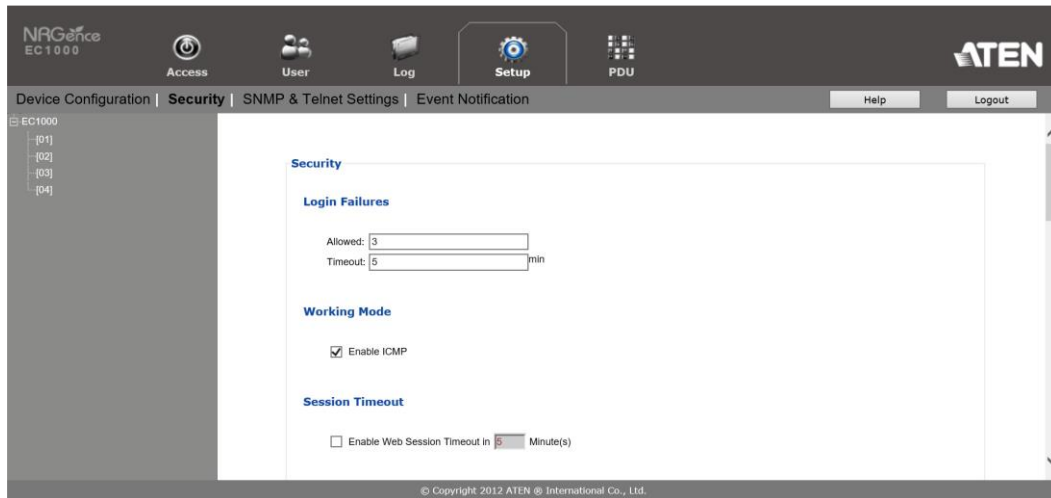 NRGence
EC1000
Access
User
Log
Setup
PDU
ATEN
Device Configuration | Security | SNMP & Telnet Settings | Event Notification
Help
Logout
EC1000
[01]
[02]
[03]
[04]
Security
Login Failures
Allowed: 3
Timeout: 5 min
Working Mode
Enable ICMP
Session Timeout
Enable Web Session Timeout in 5 Minute(s)
© Copyright 2012 ATEN ® International Co., Ltd.